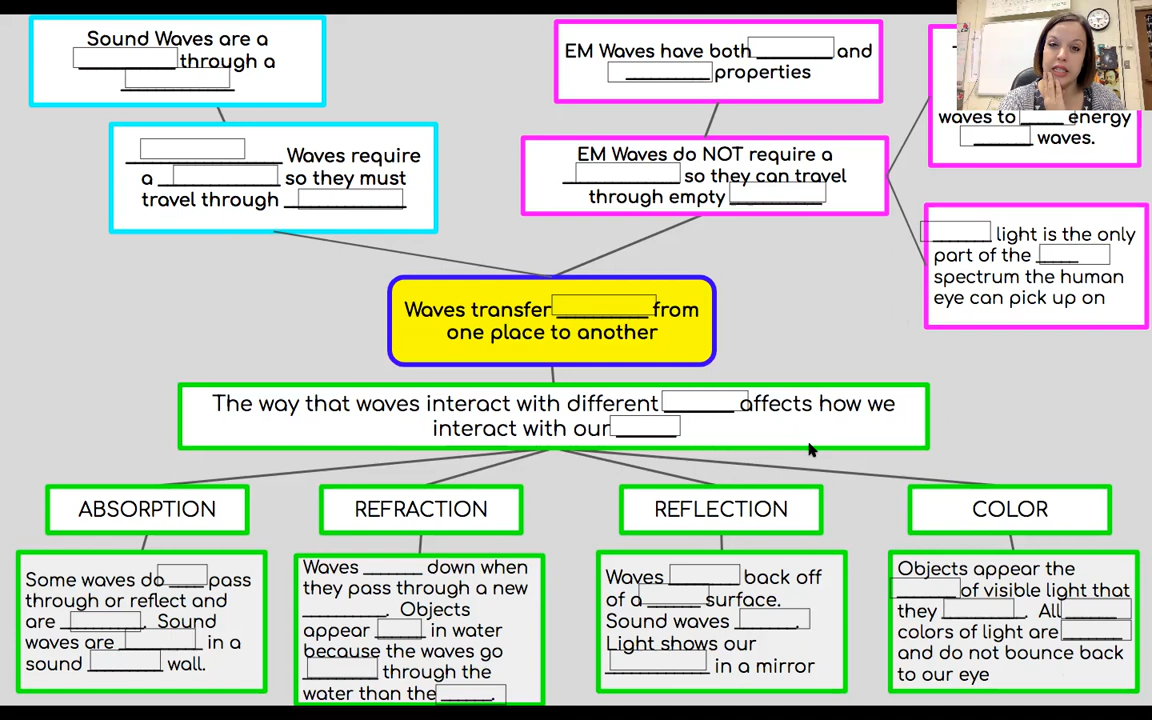 Sound Waves are a
through a
Waves require
a so they must
travel through
EM Waves have both and
properties
EM Waves do NOT require a
so they can travel
through empty
waves to energy
waves.
light is the only
part of the
spectrum the human
eye can pick up on
Waves transfer from
one place to another
The way that waves interact with different affects how we
interact with our
ABSORPTION
Some waves do pass
through or reflect and
are . Sound
waves are in a
sound wall.
REFRACTION
Waves down when
they pass through a new
. Objects
appear in water
because the waves go
through the
water than the .
REFLECTION
Waves back off
of a surface.
Sound waves .
Light shows our
in a mirror
COLOR
Objects appear the
of visible light that
they . All
colors of light are
and do not bounce back
to our eye